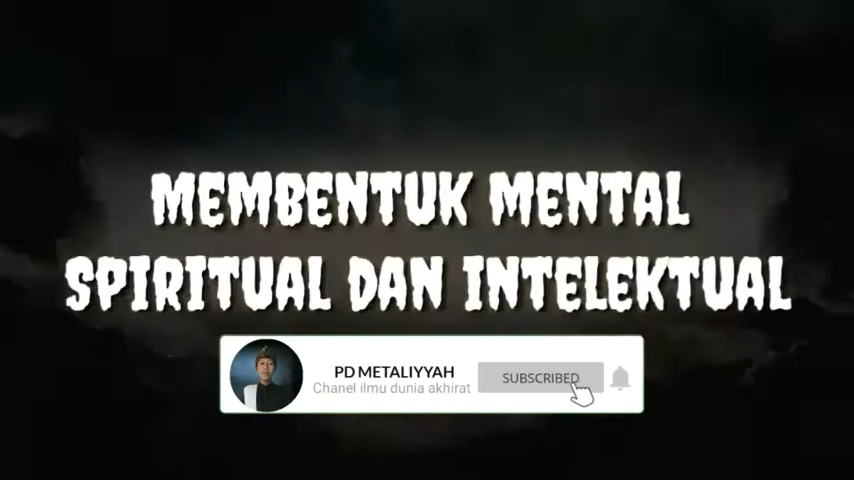 MEMBENTUK MENTAL
SPIRITUAL DAN INTELEKTUAL
PD METALIYYAH
Chanel ilmu dunia akhirat
SUBSCRIBED